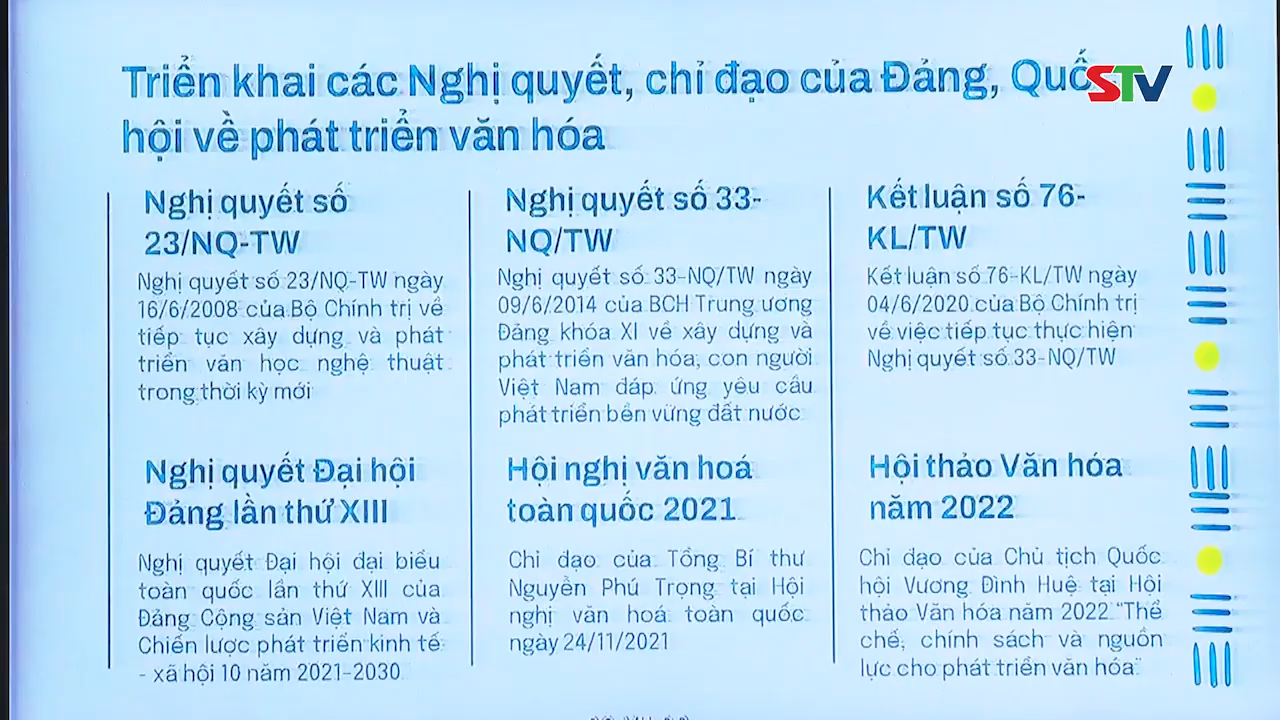 Triển khai các Nghị quyết, chỉ đạo của Đảng, Quố
STV
hội về phát triển văn hóa
Nghị quyết số
23/NQ-TW
Nghị quyết số 23/NQ-TW ngày
16/6/2008 của Bộ Chính trị về
tiếp tục xây dựng và phát
triển văn học nghệ thuật
trong thời kỳ mới
Nghị quyết số 33-
NQ/TW
Nghị quyết số 33-NQ/TW ngày
09/6/2014 của BCH Trung ương
Đảng khóa XI về xây dựng và
phát triển văn hóa, con người
Việt Nam đáp ứng yêu cầu
phát triển bền vững đất nước
Kết luận số 76-
KL/TW
Kết luận số 76-KL/TW ngày
04/6/2020 của Bộ Chính trị
về việc tiếp tục thực hiện
Nghị quyết số 33-NQ/TW
Nghị quyết Đại hội
Đảng lần thứ XIII
Nghị quyết Đại hội đại biểu
toàn quốc lần thứ XIII của
Đảng Cộng sản Việt Nam và
Chiến lược phát triển kinh tế
- xã hội 10 năm 2021-2030
Hội nghị văn hoá
toàn quốc 2021
Chỉ đạo của Tổng Bí thư
Nguyễn Phú Trọng tại Hội
nghị văn hoá toàn quốc
ngày 24/11/2021
Hội thảo Văn hóa
năm 2022
Chỉ đạo của Chủ tịch Quốc
hội Vương Đình Huệ tại Hội
thảo Văn hóa năm 2022 “Thể
chế, chính sách và nguồn
lực cho phát triển văn hóa”